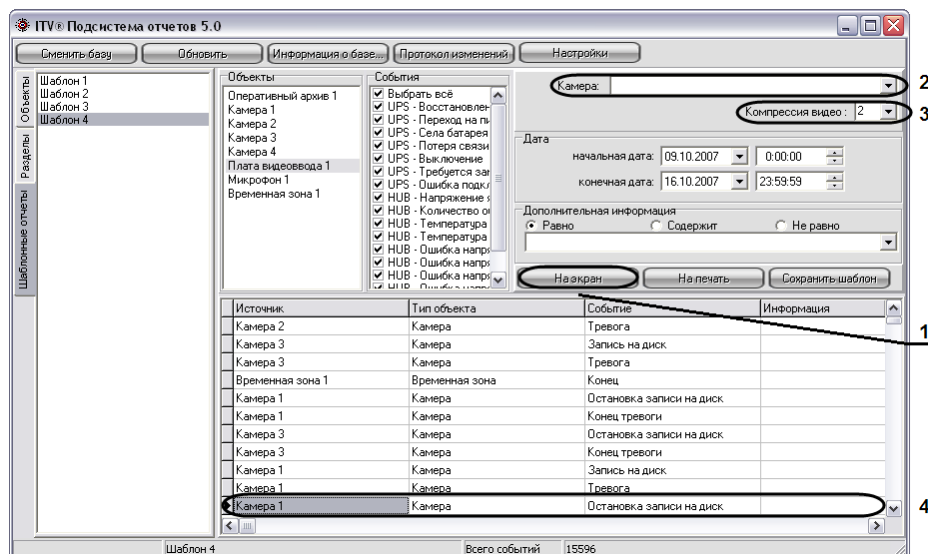 ITV® Подсистема отчетов 5.0
Сменить базу Обновить Информация о базе... Протокол изменений Настройки
Объекты
Разделы
Шаблонные отчеты
Шаблон 1
Шаблон 2
Шаблон 3
Шаблон 4
Объекты
Оперативный архив 1
Камера 1
Камера 2
Камера 3
Камера 4
Плата видеоввода 1
Микрофон 1
Временная зона 1
События
Выбрать всё
UPS - Восстановлен
UPS - Переход на пи
UPS - Села батарея
UPS - Потеря связи
UPS - Выключение
UPS - Требуется зап
UPS - Ошибка подкл
HUB - Напряжение
HUB - Количество
HUB - Температура
HUB - Температура
HUB - Ошибка напр
HUB - Ошибка напр
HUB - Ошибка напр
Камера: 2
Компрессия видео : 2 3
Дата
начальная дата: 09.10.2007 0:00:00
конечная дата: 16.10.2007 23:59:59
Дополнительная информация
Равно Содержит Не равно
На экран На печать Сохранить шаблон
1
Источник Тип объекта Событие Информация
Камера 2 Камера Тревога
Камера 3 Камера Запись на диск
Камера 3 Камера Тревога
Временная зона 1 Временная зона Конец
Камера 1 Камера Остановка записи на диск
Камера 1 Камера Конец тревоги
Камера 3 Камера Остановка записи на диск
Камера 3 Камера Конец тревоги
Камера 1 Камера Запись на диск
Камера 1 Камера Тревога
Камера 1 Камера Остановка записи на диск 4
Шаблон 4 Всего событий 15596